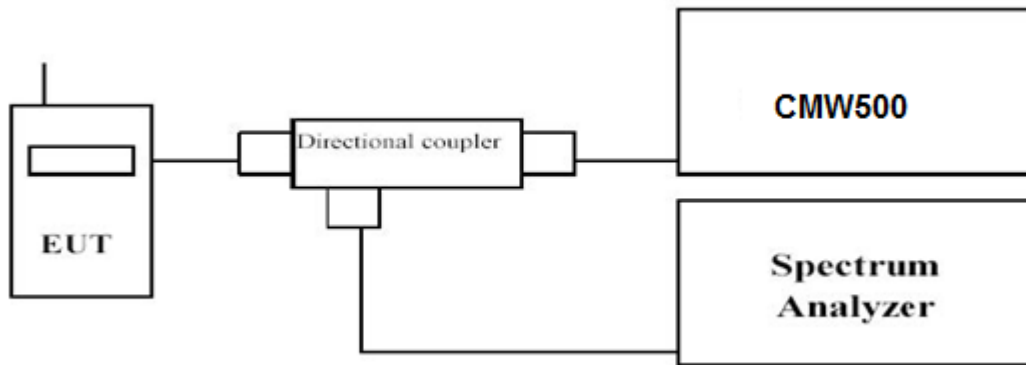 CMW500
Directional coupler
EUT
Spectrum
Analyzer